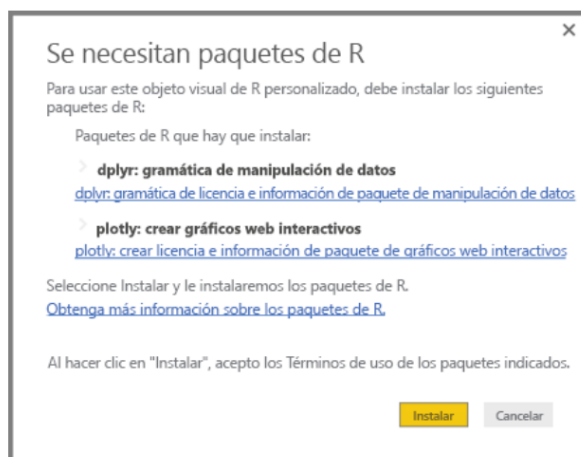 Se necesitan paquetes de R
Para usar este objeto visual de R personalizado, debe instalar los siguientes
paquetes de R:
Paquetes de R que hay que instalar:
dplyr: gramática de manipulación de datos
dplyr: gramática de licencia e información de paquete de manipulación de datos
plotly: crear gráficos web interactivos
plotly: crear licencia e información de paquete de gráficos web interactivos
Seleccione Instalar y le instalaremos los paquetes de R.
Obtenga más información sobre los paquetes de R.
Al hacer clic en "Instalar", acepto los Términos de uso de los paquetes indicados.
Instalar Cancelar